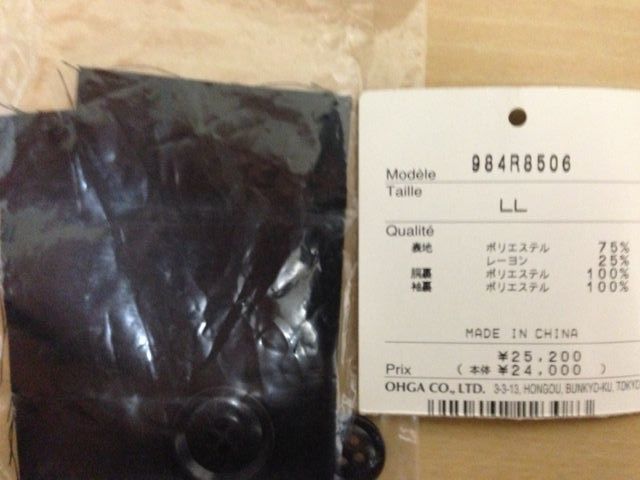 Modèle 984R8506
Taille
LL
Qualité
表地 ポリエステル 75%
レーヨン 25%
胴裏 ポリエステル 100%
袖裏 ポリエステル 100%
MADE IN CHINA
¥25,200
Prix (本体 ¥24,000 )
OHGA CO., LTD. 3-3-13, HONGOU, BUNKYO-KU, TOKYO